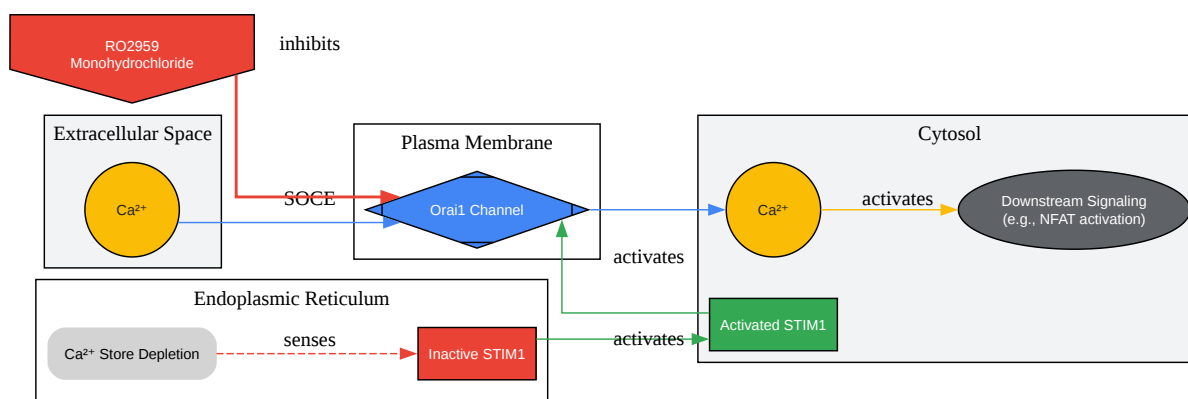 RO2959
Monohydrochloride
inhibits
Extracellular Space
Plasma Membrane
Cytosol
Ca²⁺
SOCE
Orai1 Channel
Ca²⁺
activates
Downstream Signaling
(e.g., NFAT activation)
activates
Endoplasmic Reticulum
Ca²⁺ Store Depletion
senses
Inactive STIM1
activates
Activated STIM1